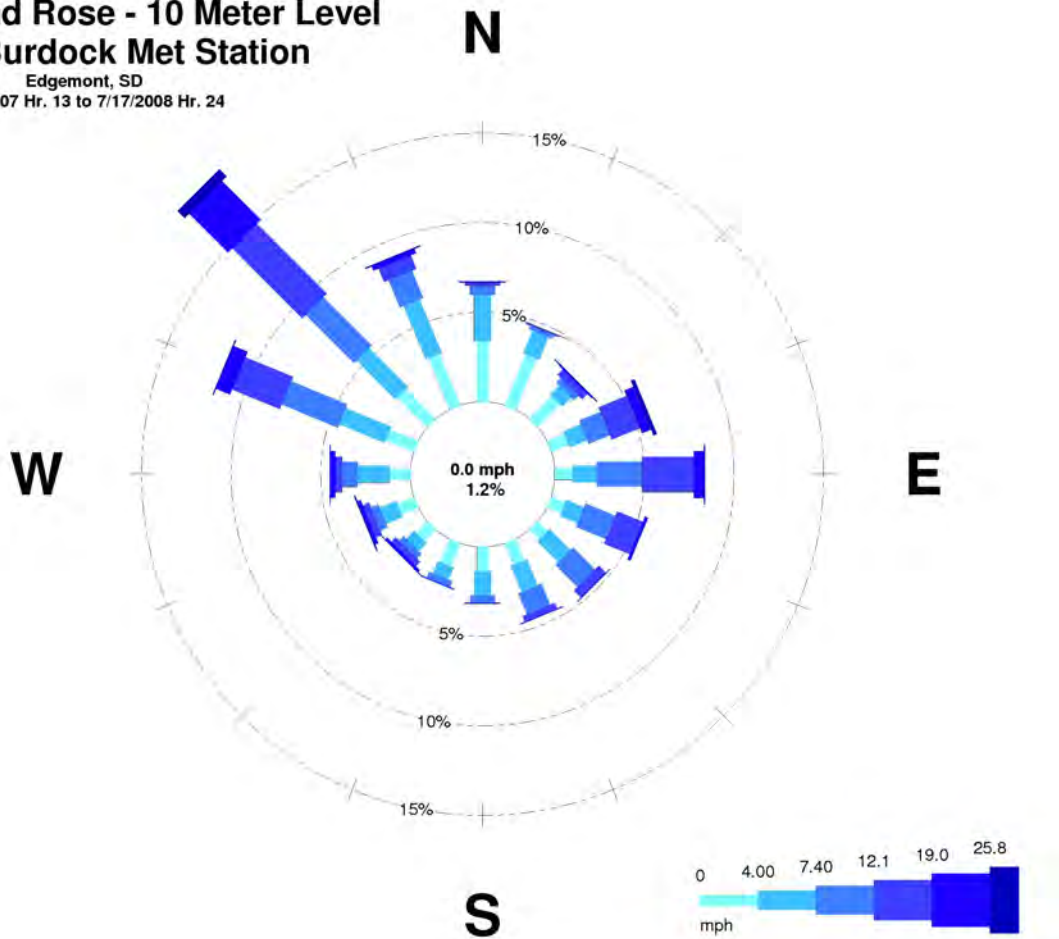 d Rose - 10 Meter Level
urdock Met Station
Edgemont, SD
07 Hr. 13 to 7/17/2008 Hr. 24
N
15%
10%
5%
W
0.0 mph
1.2%
E
5%
10%
15%
S
0 4.00 7.40 12.1 19.0 25.8
mph